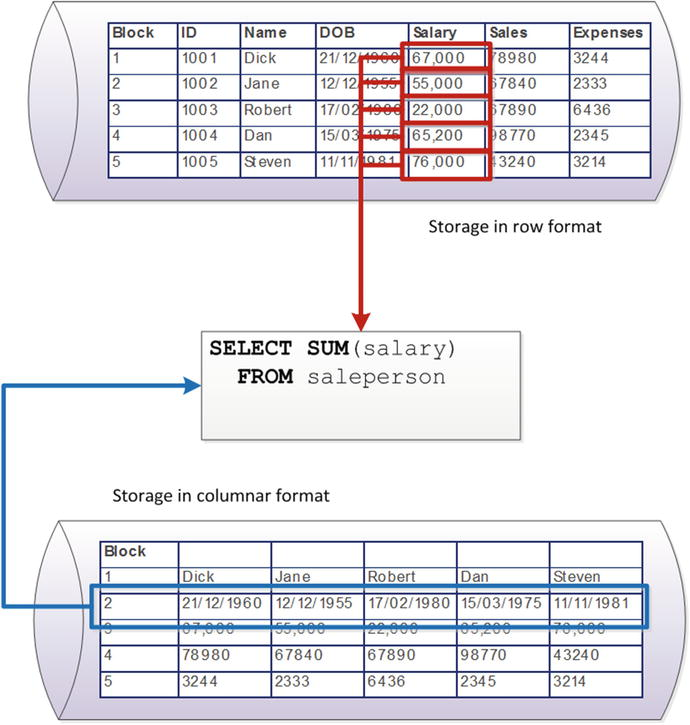 Block ID Name DOB Salary Sales Expenses
1 1001 Dick 21/12/1960 67,000 78980 3244
2 1002 Jane 12/12/1955 55,000 67840 2333
3 1003 Robert 17/02/1980 22,000 67890 6436
4 1004 Dan 15/03/1975 65,200 98770 2345
5 1005 Steven 11/11/1981 76,000 43240 3214
Storage in row format
SELECT SUM(salary)
FROM saleperson
Storage in columnar format
Block
1 Dick Jane Robert Dan Steven
2 21/12/1960 12/12/1955 17/02/1980 15/03/1975 11/11/1981
3 67,000 55,000 22,000 65,200 76,000
4 78980 67840 67890 98770 43240
5 3244 2333 6436 2345 3214